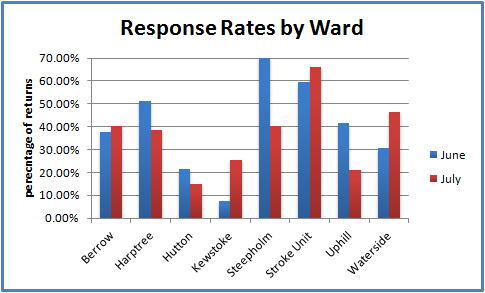 Response Rates by Ward
perecntage of returns
70.00%
60.00%
50.00%
40.00%
30.00%
20.00%
10.00%
0.00%
Berrow
Harptree
Hutton
Kewstoke
Steepholm
Stroke Unit
Uphill
Waterside
June
July